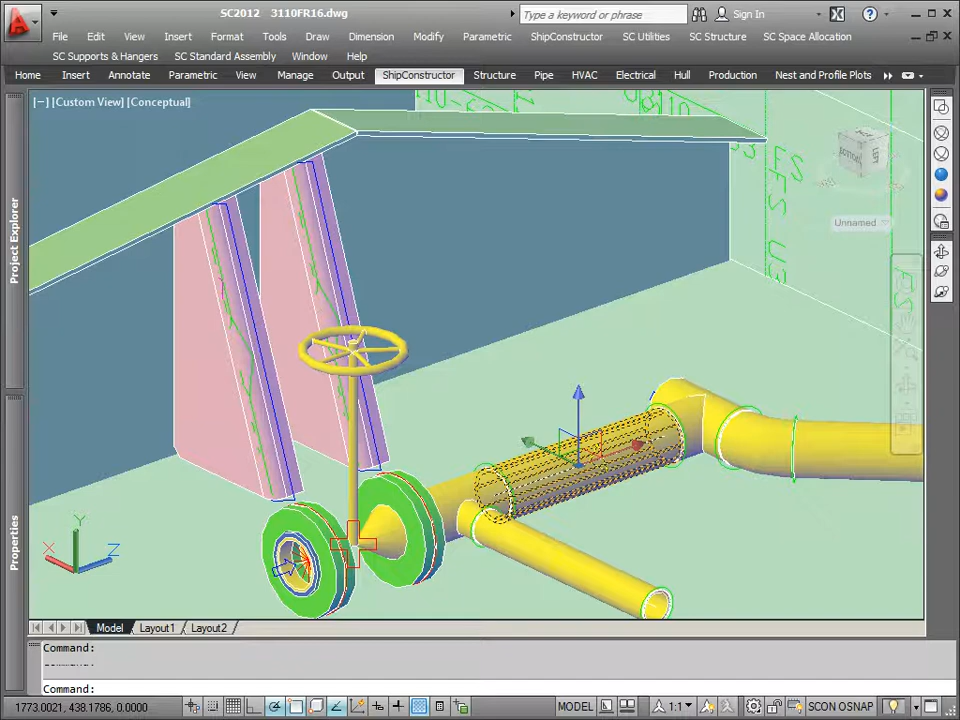 SC2012 3110FR16.dwg
Type a keyword or phrase
Sign In
File Edit View Insert Format Tools Draw Dimension Modify Parametric ShipConstructor SC Utilities SC Structure SC Space Allocation
SC Supports & Hangers SC Standard Assembly Window Help
Home Insert Annotate Parametric View Manage Output ShipConstructor Structure Pipe HVAC Electrical Hull Production Nest and Profile Plots
[−] [Custom View] [Conceptual]
BOTTOM
Unnamed
Project Explorer
Properties
X Y Z
Model Layout1 Layout2
Command:
Command:
1773.0021, 438.1786, 0.0000
MODEL
1:1
SCON OSNAP